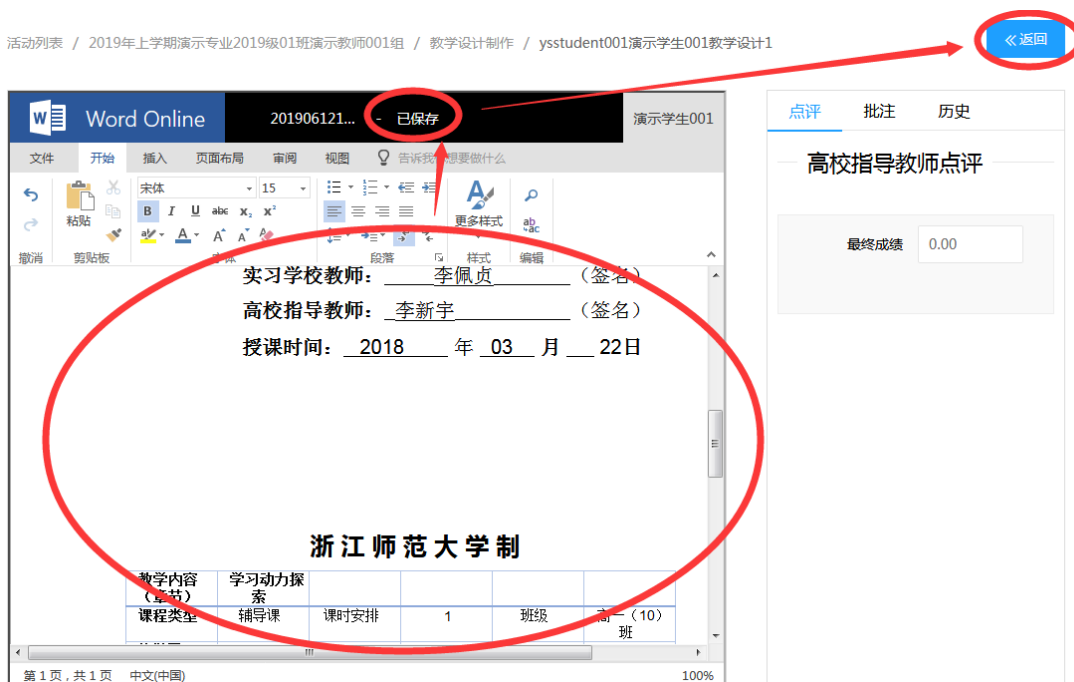 活动列表 / 2019年上学期演示专业2019级01班演示教师001组 / 教学设计制作 / ysstudent001演示学生001教学设计1
返回
Word Online
201906121... - 已保存
演示学生001
文件 开始 插入 页面布局 审阅 视图 告诉我 想要做什么
粘贴
宋体 15
B I U abc x₂ x²
A A A
更多样式
撤消 剪贴板 字体 段落 样式 编辑
实习学校教师： 李佩贞 （签名）
高校指导教师： 李新宇 （签名）
授课时间： 2018 年 03 月 22日
浙江师范大学制
教学内容（章节） 学习动力探索
课程类型 辅导课 课时安排 1 班级 高一（10）班
第 1 页，共 1 页 中文(中国) 100%
点评 批注 历史
高校指导教师点评
最终成绩 0.00